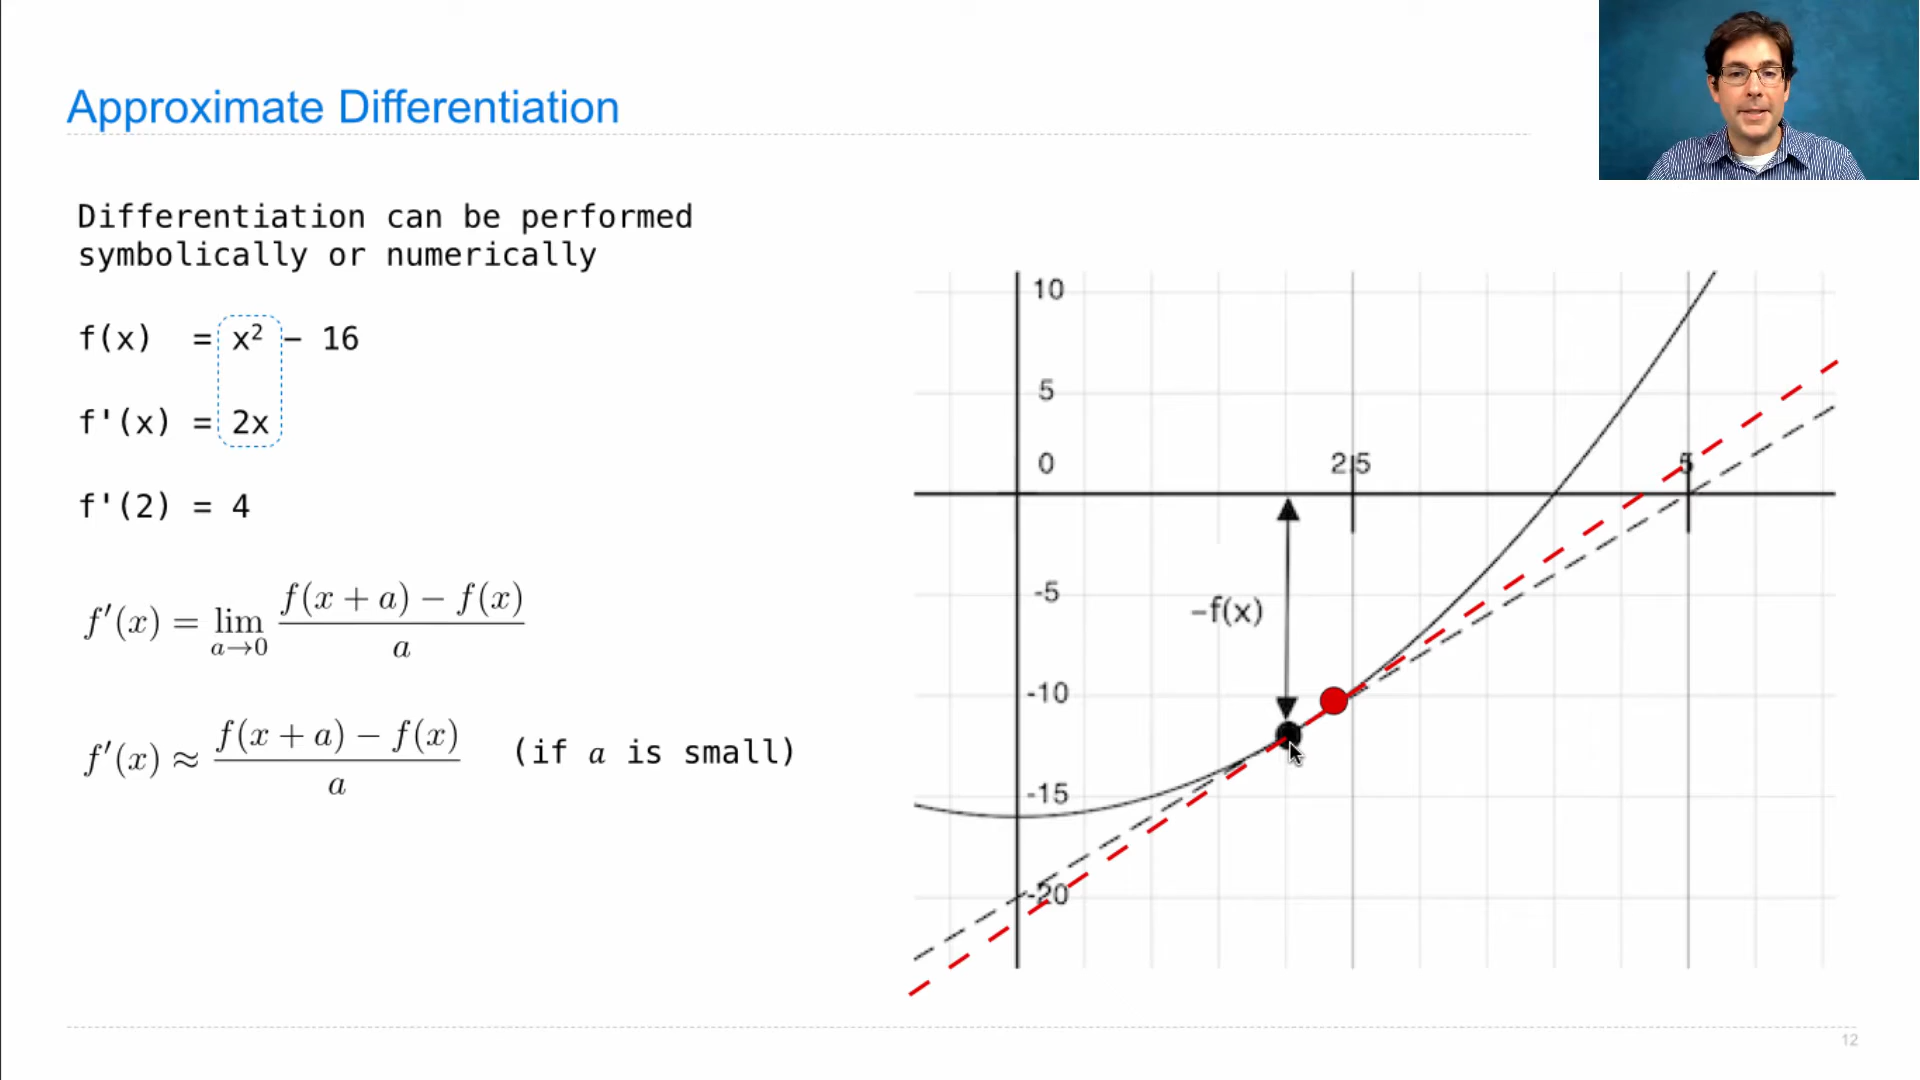 Approximate Differentiation
Differentiation can be performed
symbolically or numerically
f(x) = x² - 16
f'(x) = 2x
f'(2) = 4
f′(x) = lim a→0 f(x + a) − f(x) / a
f′(x) ≈ f(x + a) − f(x) / a (if a is small)
10
5
0
2.5
5
-5
−f(x)
-10
-15
-20
12